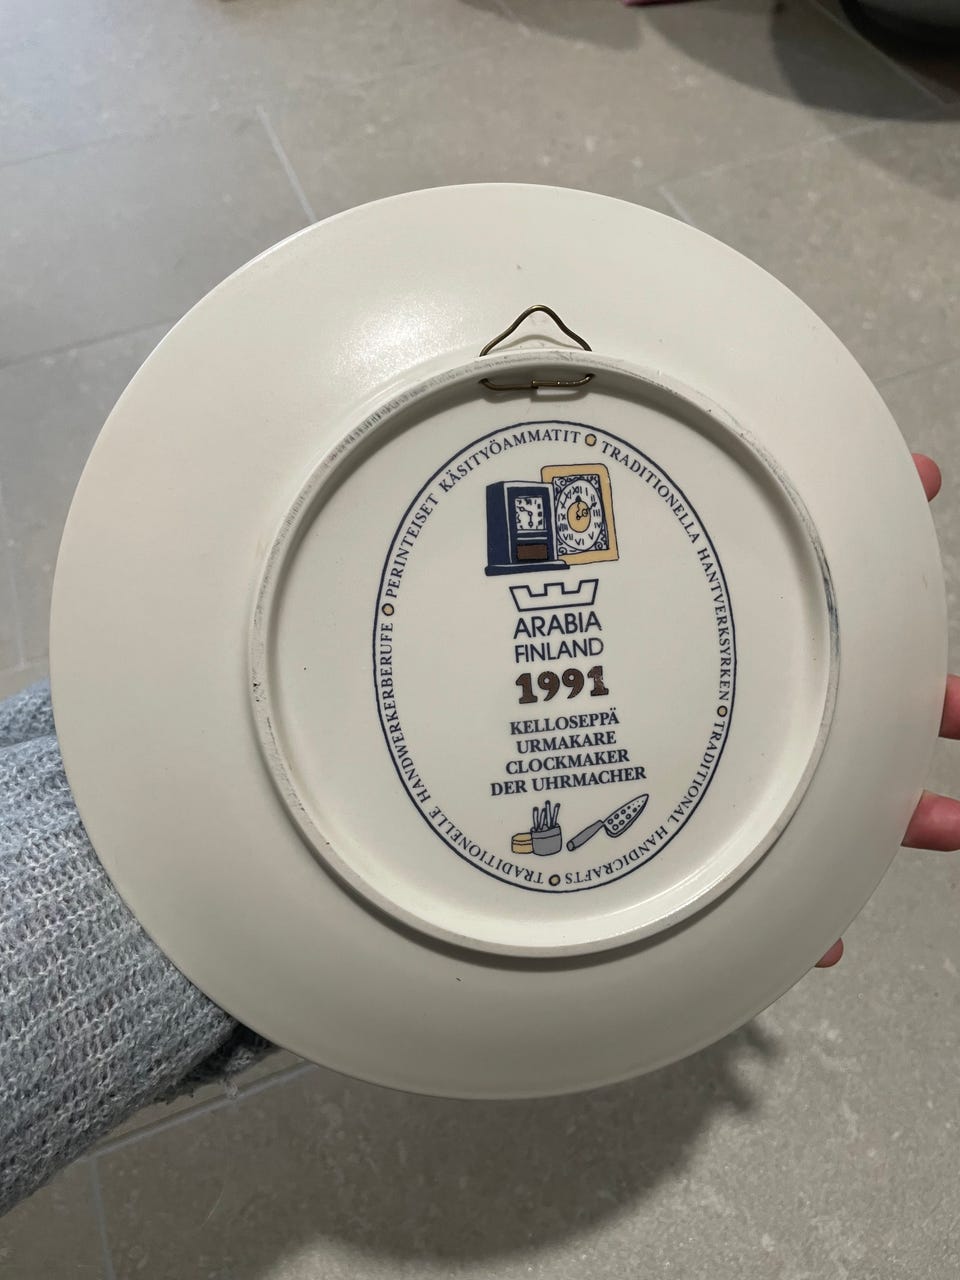 PERINTEISET KÄSITYÖAMMATIT
TRADITIONELLA HANTVERKSYRKEN
TRADITIONAL HANDICRAFTS
TRADITIONELLE HANDWERKERBERUFE
ARABIA
FINLAND
1991
KELLOSEPPÄ
URMAKARE
CLOCKMAKER
DER UHRMACHER